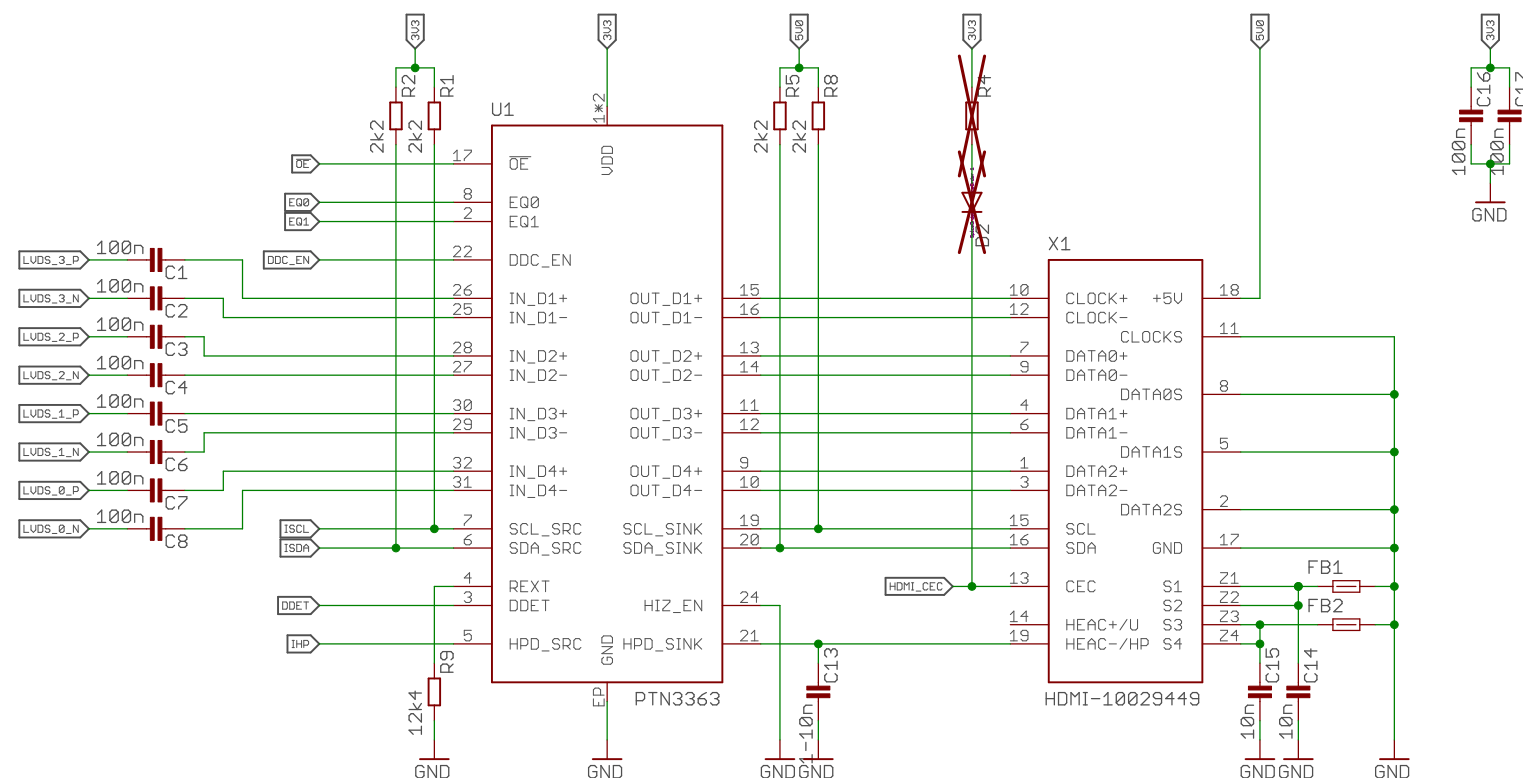 3V3
3V3
5V0
3V3
5V0
3V3
R2
R1
R5
R8
R4
C16
C17
2k2
2k2
2k2
2k2
100n
100n
GND
U1
1*2
VDD
OE
17
OE
EQ0
8
EQ0
EQ1
2
EQ1
DDC_EN
22
DDC_EN
D2
X1
LVDS_3_P
100n
C1
LVDS_3_N
100n
C2
LVDS_2_P
100n
C3
LVDS_2_N
100n
C4
LVDS_1_P
100n
C5
LVDS_1_N
100n
C6
LVDS_0_P
100n
C7
LVDS_0_N
100n
C8
26 IN_D1+ OUT_D1+ 15
25 IN_D1- OUT_D1- 16
28 IN_D2+ OUT_D2+ 13
27 IN_D2- OUT_D2- 14
30 IN_D3+ OUT_D3+ 11
29 IN_D3- OUT_D3- 12
32 IN_D4+ OUT_D4+ 9
31 IN_D4- OUT_D4- 10
ISCL 7 SCL_SRC SCL_SINK 19
ISDA 6 SDA_SRC SDA_SINK 20
4 REXT
DDET 3 DDET HIZ_EN 24
IHP 5 HPD_SRC HPD_SINK 21
GND
EP
PTN3363
R9
12k4
GND
GND
GND
C13
1-10n
GND
10 CLOCK+ +5V 18
12 CLOCK-
CLOCKS 11
7 DATA0+
9 DATA0-
DATA0S 8
4 DATA1+
6 DATA1-
DATA1S 5
1 DATA2+
3 DATA2-
DATA2S 2
15 SCL
16 SDA GND 17
HDMI_CEC 13 CEC S1 Z1
S2 Z2
14 HEAC+/U S3 Z3
19 HEAC-/HP S4 Z4
FB1
FB2
HDMI-10029449
C15
10n
C14
10n
GND
GND
GND